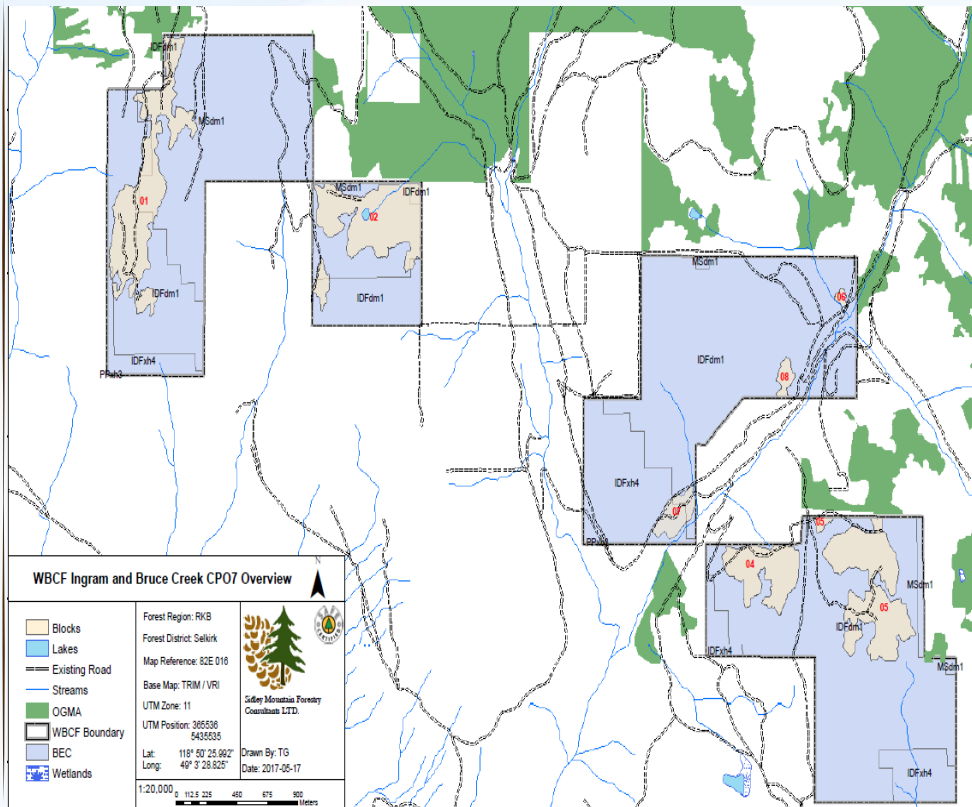 IDFdm1
MSdm1
01
MSdm1
IDFdm1
02
IDFdm1
IDFdm1
IDFxh4
MSdm1
06
IDFdm1
08
IDFxh4
05
04
MSdm1
05
IDFdm1
IDFxh4
MSdm1
IDFxh4
WBCF Ingram and Bruce Creek CPO7 Overview
N
Blocks
Lakes
Existing Road
Streams
OGMA
WBCF Boundary
BEC
Wetlands
Forest Region: RKB
Forest District: Selkirk
Map Reference: 82E 016
Base Map: TRIM / VRI
UTM Zone: 11
UTM Position: 365536
5435535
Lat: 118° 50' 25.992"
Long: 49° 3' 28.825"
Sidley Mountain Forestry
Consultants LTD.
Drawn By: TG
Date: 2017-05-17
1:20,000
0 112.5 225 450 675 900
Meters